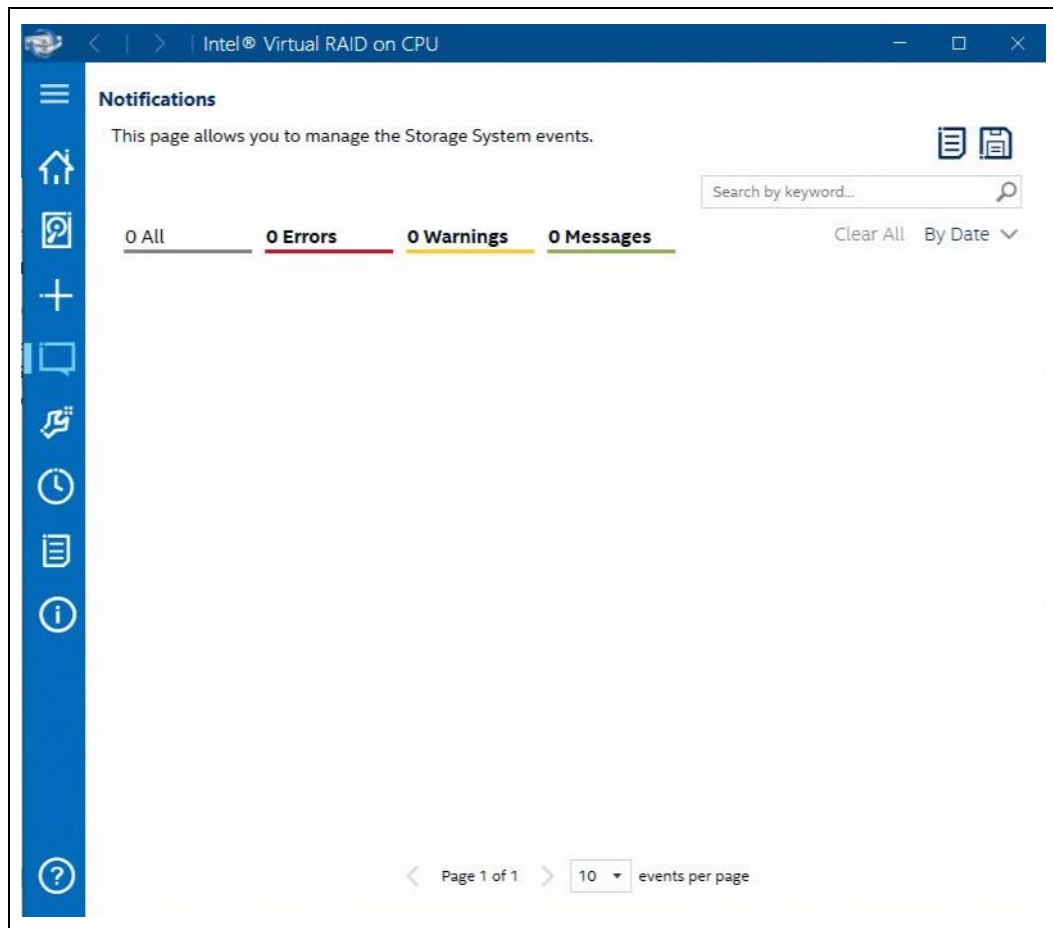 Intel® Virtual RAID on CPU
Notifications
This page allows you to manage the Storage System events.
Search by keyword...
0 All 0 Errors 0 Warnings 0 Messages Clear All By Date
Page 1 of 1 10 events per page